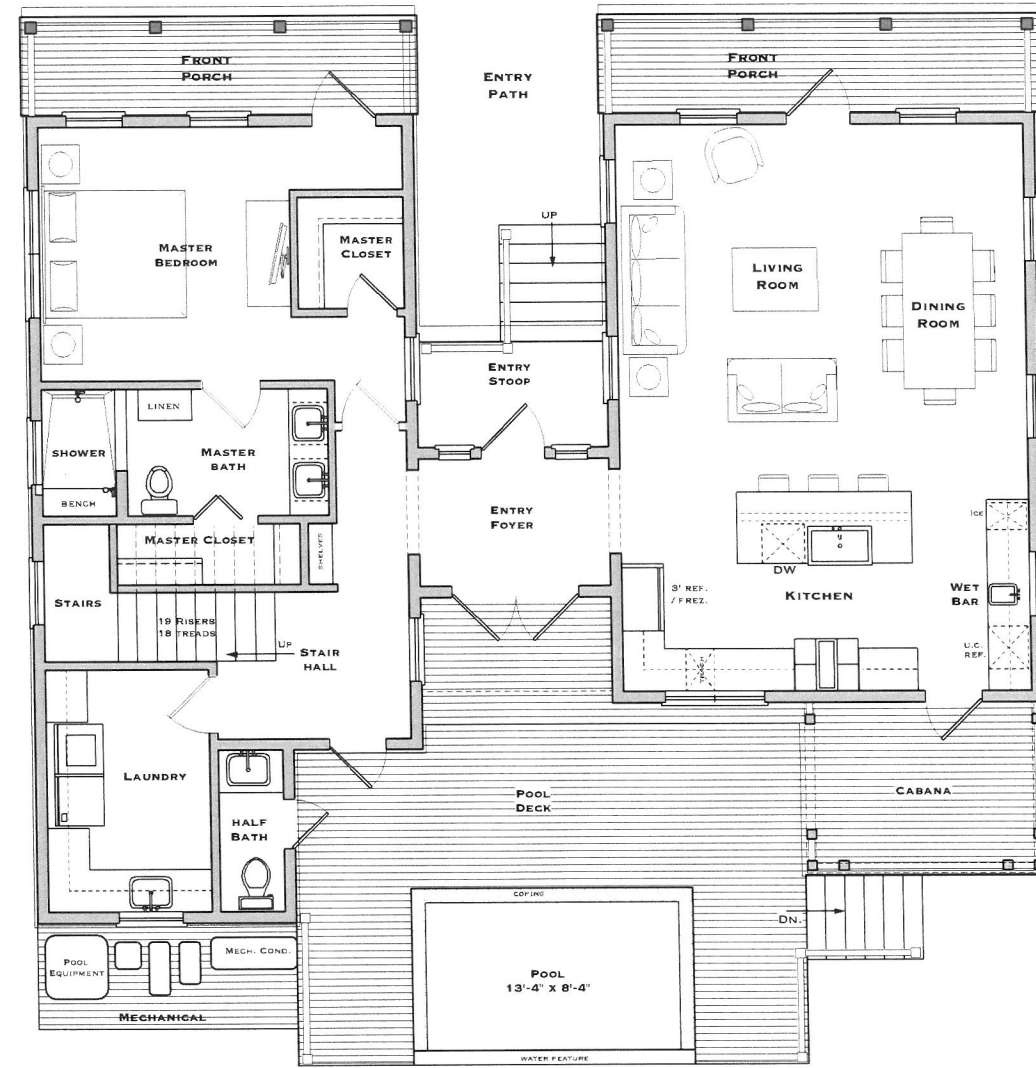 FRONT
PORCH
ENTRY
PATH
FRONT
PORCH
UP
MASTER
BEDROOM
MASTER
CLOSET
LIVING
ROOM
DINING
ROOM
ENTRY
STOOP
LINEN
SHOWER
MASTER
BATH
BENCH
ENTRY
FOYER
ICE
MASTER CLOSET
SHELVES
DW
3' REF.
/ FREZ.
KITCHEN
WET
BAR
STAIRS
19 RISERS
18 TREADS
UP
STAIR
HALL
U.C.
REF.
TRASH
LAUNDRY
POOL
DECK
CABANA
HALF
BATH
COPING
DN.
POOL
EQUIPMENT
MECH. COND.
POOL
13'-4" X 8'-4"
MECHANICAL
WATER FEATURE